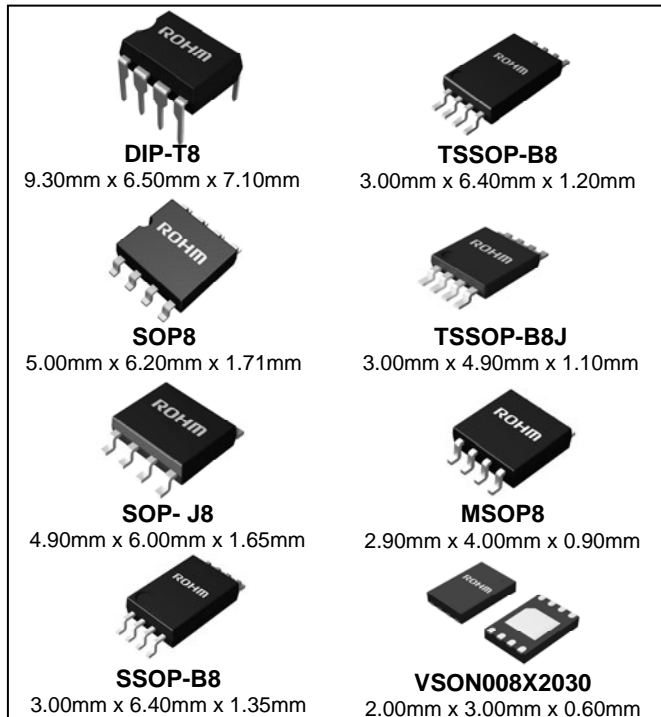 ROHM
DIP-T8
9.30mm x 6.50mm x 7.10mm
ROHM
TSSOP-B8
3.00mm x 6.40mm x 1.20mm
ROHM
SOP8
5.00mm x 6.20mm x 1.71mm
ROHM
TSSOP-B8J
3.00mm x 4.90mm x 1.10mm
ROHM
SOP- J8
4.90mm x 6.00mm x 1.65mm
ROHM
MSOP8
2.90mm x 4.00mm x 0.90mm
ROHM
SSOP-B8
3.00mm x 6.40mm x 1.35mm
ROHM
VSON008X2030
2.00mm x 3.00mm x 0.60mm